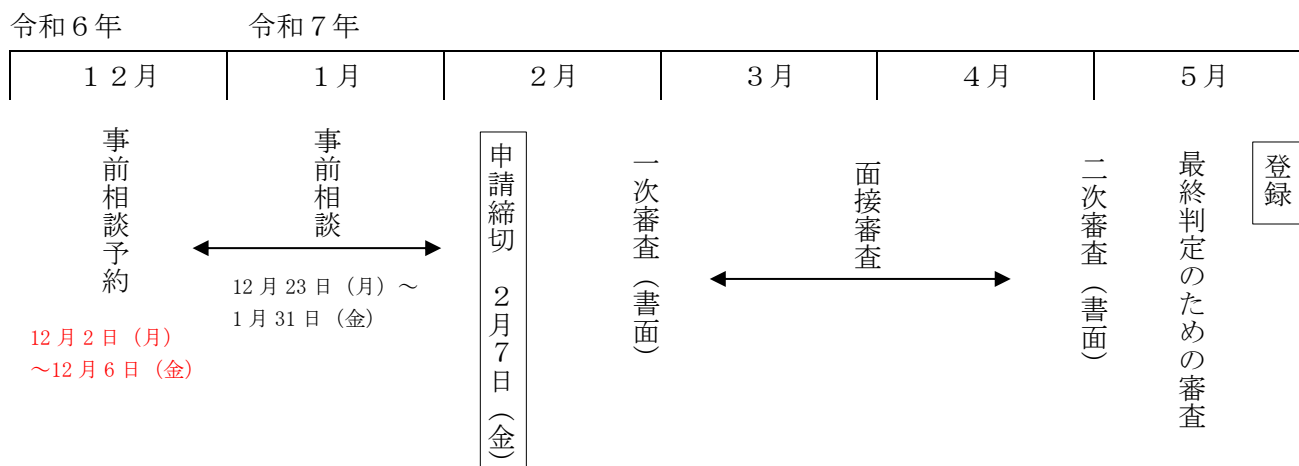 令和６年
令和７年
１２月
１月
２月
３月
４月
５月
事前相談予約
12 月 2 日（月）
～12 月 6 日（金）
事前相談
12 月 23 日（月）～
1 月 31 日（金）
申請締切　２月７日（金）
一次審査（書面）
面接審査
二次審査（書面）
最終判定のための審査
登録